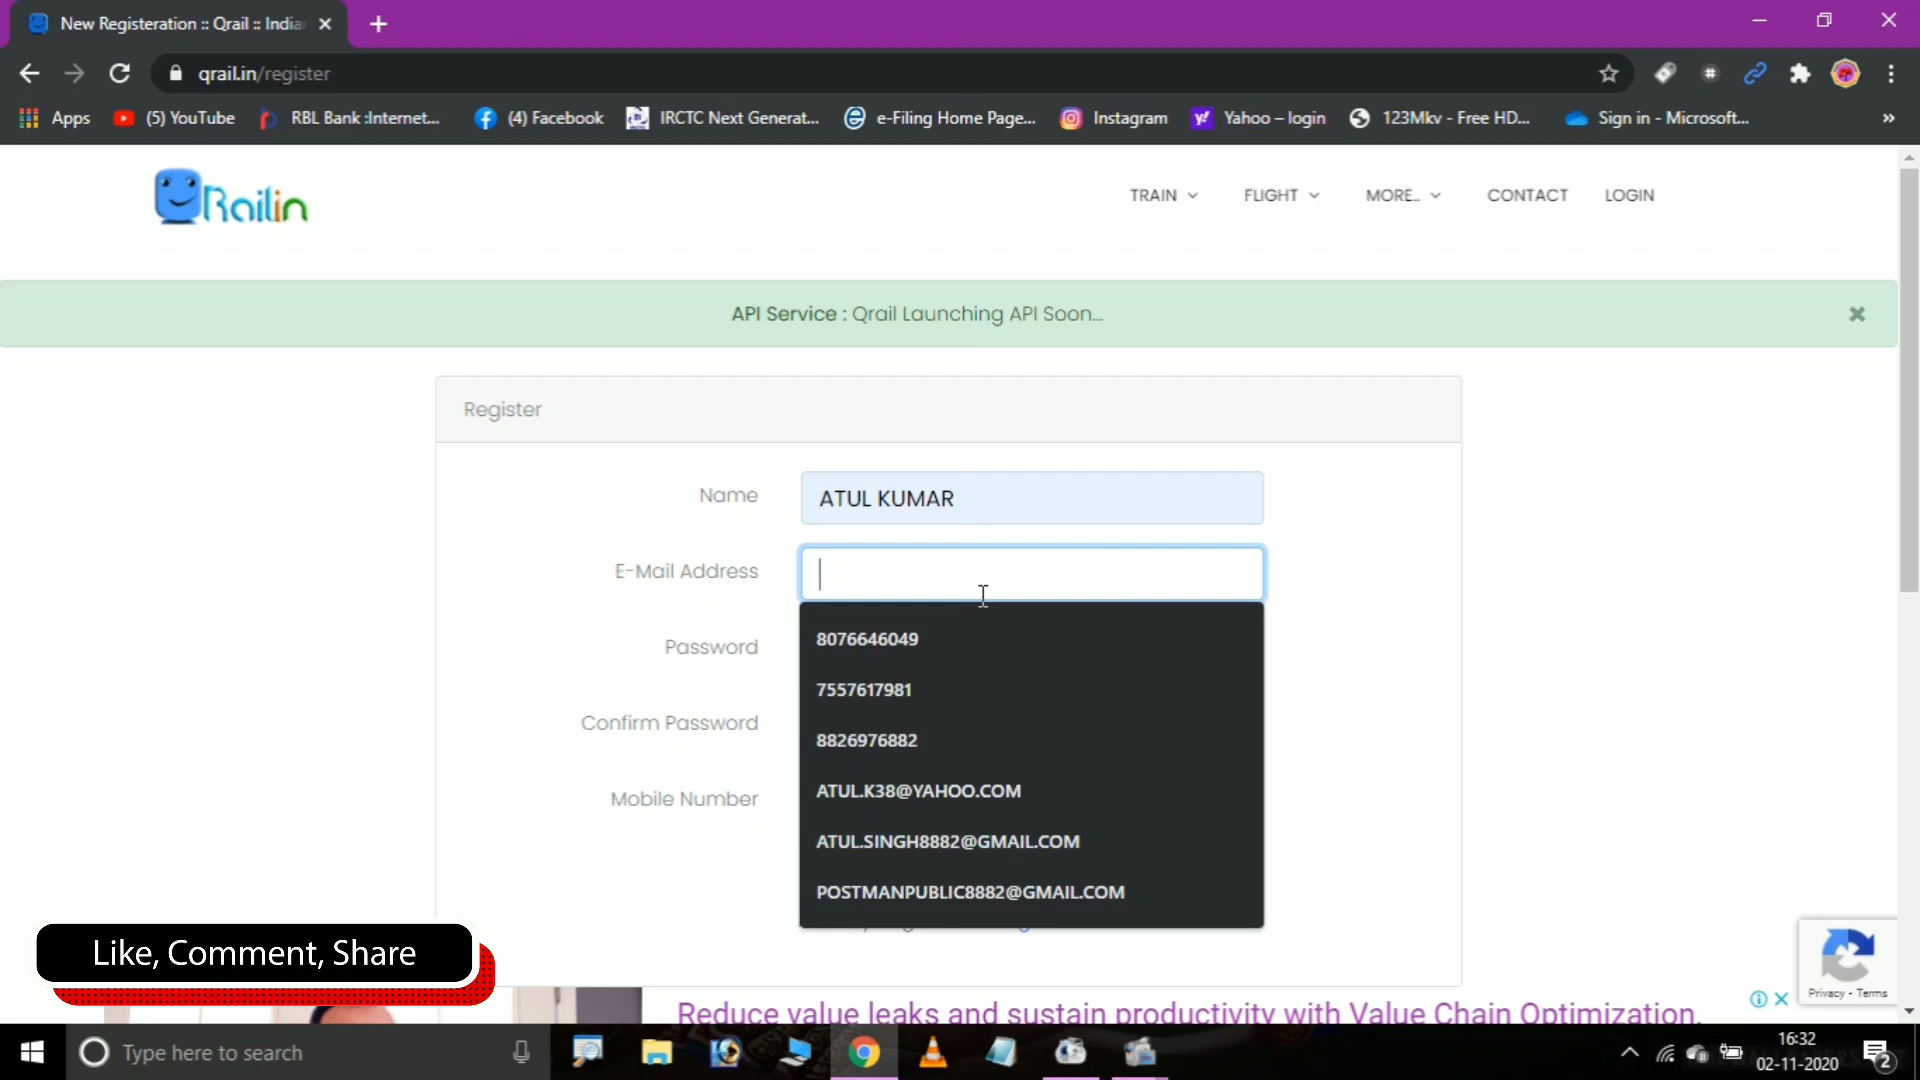 New Registeration :: Qrail :: India
qrail.in/register
Apps
(5) YouTube
RBL Bank :Internet...
(4) Facebook
IRCTC Next Generat...
e-Filing Home Page...
Instagram
Yahoo – login
123Mkv - Free HD...
Sign in - Microsoft...
»
Railin
TRAIN
FLIGHT
MORE..
CONTACT
LOGIN
API Service : Qrail Launching API Soon...
Register
Name
ATUL KUMAR
E-Mail Address
Password
Confirm Password
Mobile Number
8076646049
7557617981
8826976882
ATUL.K38@YAHOO.COM
ATUL.SINGH8882@GMAIL.COM
POSTMANPUBLIC8882@GMAIL.COM
Like, Comment, Share
Privacy - Terms
Reduce value leaks and sustain productivity with Value Chain Optimization.
Type here to search
16:32
02-11-2020
2